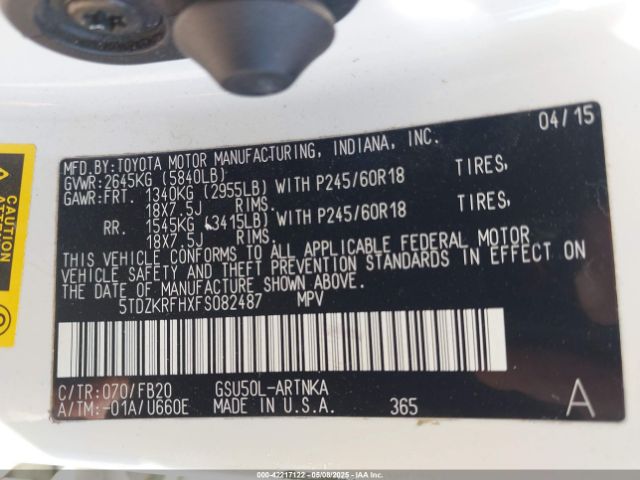 04/15
MFD.BY:TOYOTA MOTOR MANUFACTURING, INDIANA, INC.
GVWR:2645KG (5840LB)
GAWR:FRT. 1340KG (2955LB) WITH P245/60R18 TIRES,
18X7.5J RIMS.
RR. 1545KG (3415LB) WITH P245/60R18 TIRES,
18X7.5J RIMS.
THIS VEHICLE CONFORMS TO ALL APPLICABLE FEDERAL MOTOR
VEHICLE SAFETY AND THEFT PREVENTION STANDARDS IN EFFECT ON
THE DATE OF MANUFACTURE SHOWN ABOVE.
5TDZKRFHXFS082487 MPV
C/TR:070/FB20 GSU50L-ARTNKA
A/TM:-01A/U660E MADE IN U.S.A. 365 A
000-42217122 - 05/08/2025 - IAAI.COM